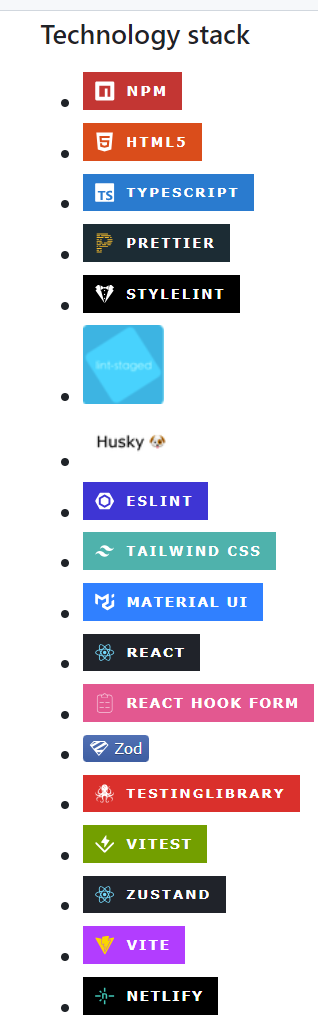 Technology stack
NPM
HTML5
TS TYPESCRIPT
PRETTIER
STYLELINT
lint-staged
Husky 🐶
ESLINT
TAILWIND CSS
MATERIAL UI
REACT
REACT HOOK FORM
Zod
TESTINGLIBRARY
VITEST
ZUSTAND
VITE
NETLIFY